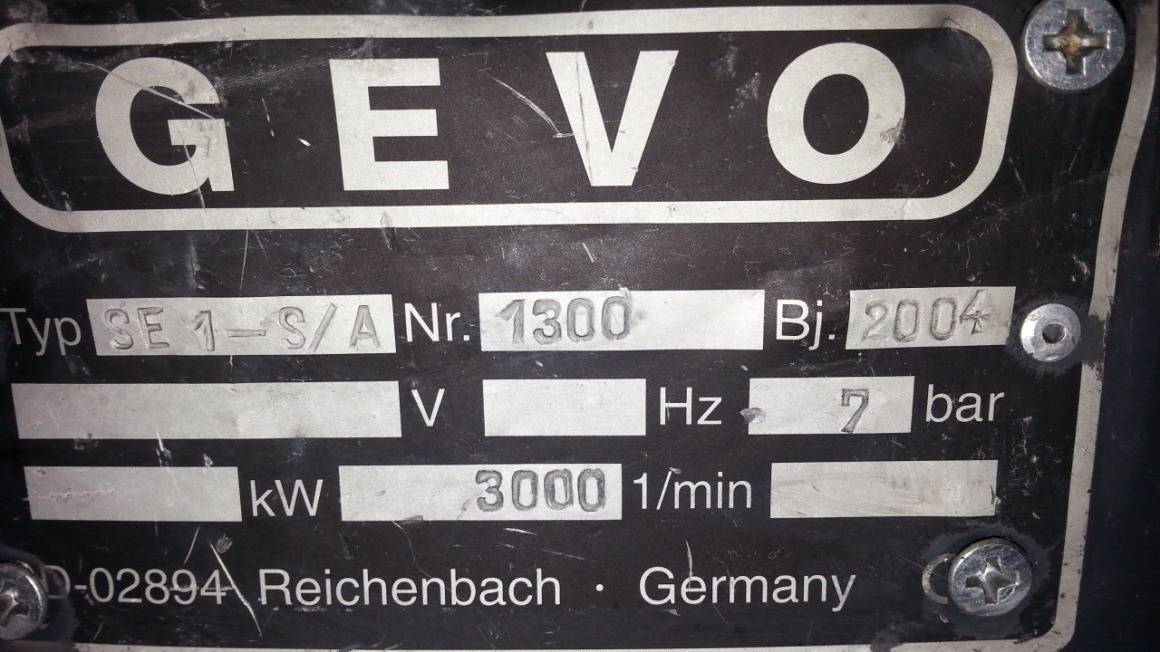 GEVO
Typ SE 1-S/A Nr. 1300 Bj. 2004
V Hz 7 bar
kW 3000 1/min
D-02894 Reichenbach · Germany